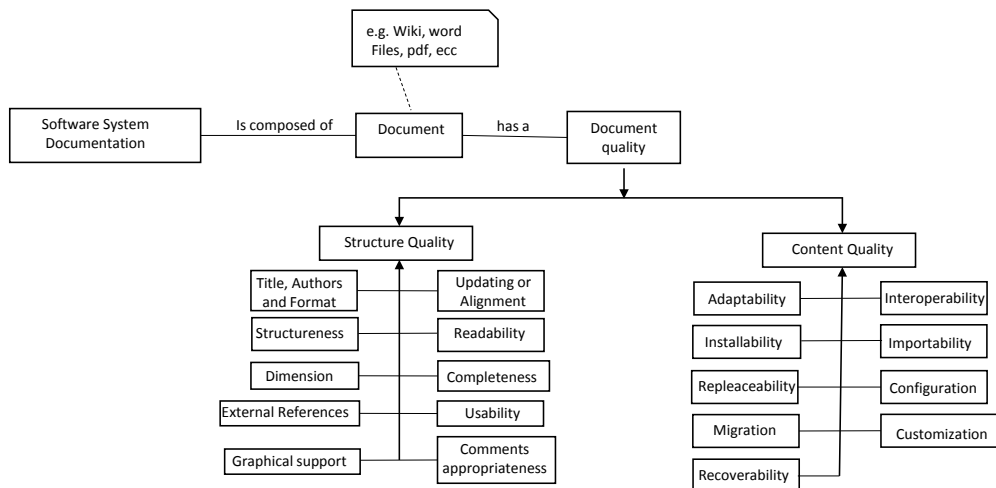 e.g. Wiki, word
Files, pdf, ecc
Software System
Documentation
Is composed of
Document
has a
Document
quality
Structure Quality
Title, Authors
and Format
Updating or
Alignment
Structureness
Readability
Dimension
Completeness
External References
Usability
Graphical support
Comments
appropriateness
Content Quality
Adaptability
Interoperability
Installability
Importability
Repleaceability
Configuration
Migration
Customization
Recoverability